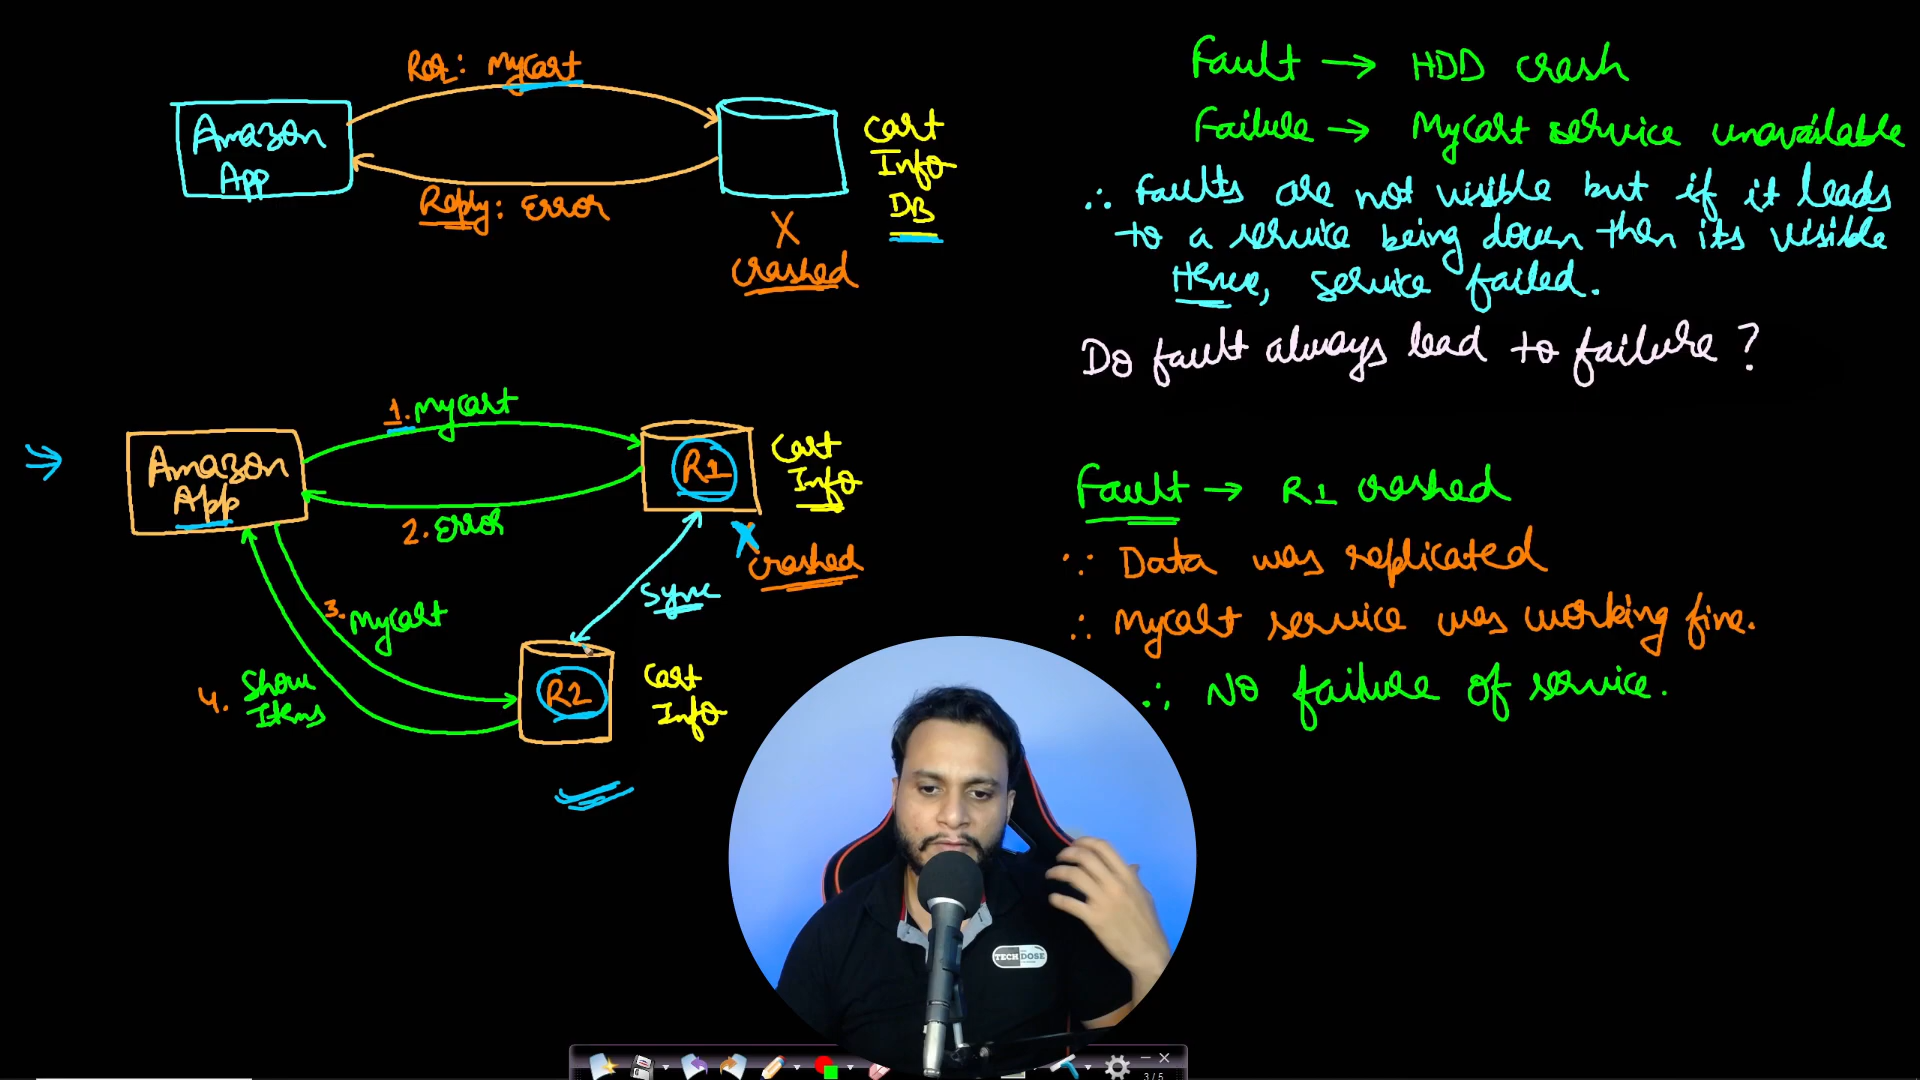 Req: MyCart
Amazon
App
Reply: Error
Cart
Info
DB
X
crashed
Fault → HDD crash
Failure → MyCart service unavailable
∴ Faults are not visible but if it leads
to a service being down then its visible
Hence, service failed.
Do fault always lead to failure?
1. MyCart
Amazon
App
2. Error
R1
Cart
Info
X
crashed
Sync
3. MyCart
4. Show
Items
R2
Cart
Info
Fault → R1 crashed
∵ Data was replicated
∴ MyCart service was working fine.
∴ No failure of service.
TECH DOSE
3/5